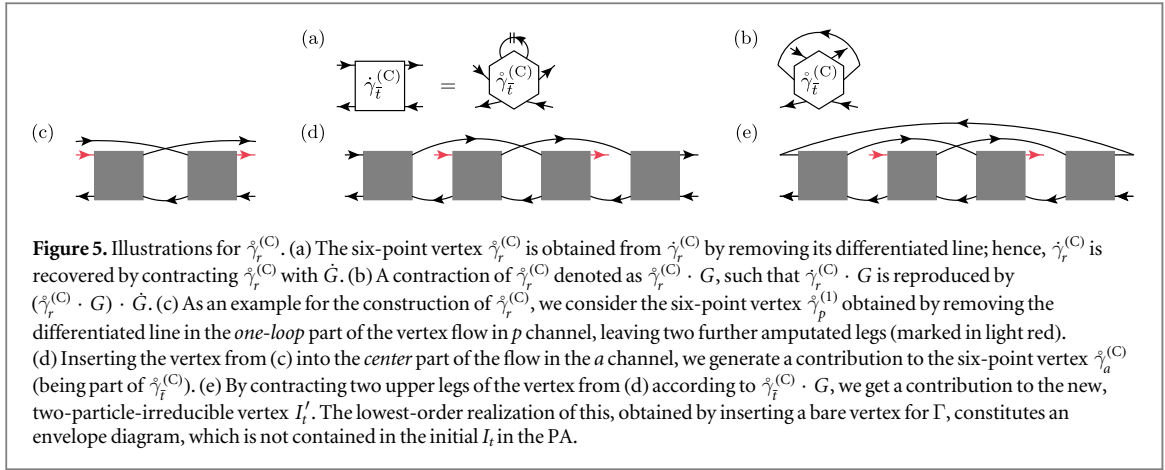 (a)
γ̇_t̄^(C) = γ̊_t̄^(C)
(b)
γ̊_t̄^(C)
(c)
(d)
(e)
Figure 5. Illustrations for γ̊_r^(C). (a) The six-point vertex γ̊_r^(C) is obtained from γ̇_r^(C) by removing its differentiated line; hence, γ̇_r^(C) is
recovered by contracting γ̊_r^(C) with Ġ. (b) A contraction of γ̊_r^(C) denoted as γ̊_r^(C) · G, such that γ̇_r^(C) · G is reproduced by
(γ̊_r^(C) · G) · Ġ. (c) As an example for the construction of γ̊_r^(C), we consider the six-point vertex γ̊_p^(1) obtained by removing the
differentiated line in the one-loop part of the vertex flow in p channel, leaving two further amputated legs (marked in light red).
(d) Inserting the vertex from (c) into the center part of the flow in the a channel, we generate a contribution to the six-point vertex γ̊_a^(C)
(being part of γ̊_t̄^(C)). (e) By contracting two upper legs of the vertex from (d) according to γ̊_t̄^(C) · G, we get a contribution to the new,
two-particle-irreducible vertex I_t′. The lowest-order realization of this, obtained by inserting a bare vertex for Γ, constitutes an
envelope diagram, which is not contained in the initial I_t in the PA.